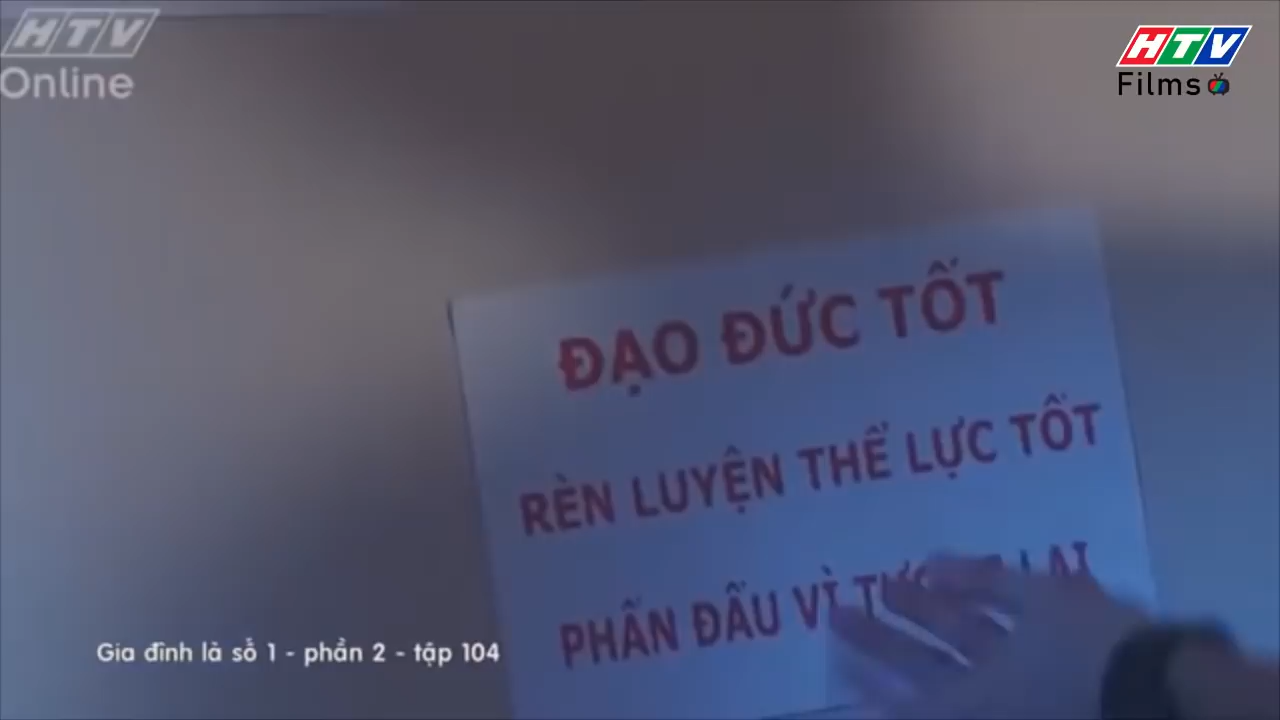 HTV
Online
HTV
Films
ĐẠO ĐỨC TỐT
RÈN LUYỆN THỂ LỰC TỐT
PHẤN ĐẤU VÌ LAI
Gia đình là số 1 - phần 2 - tập 104